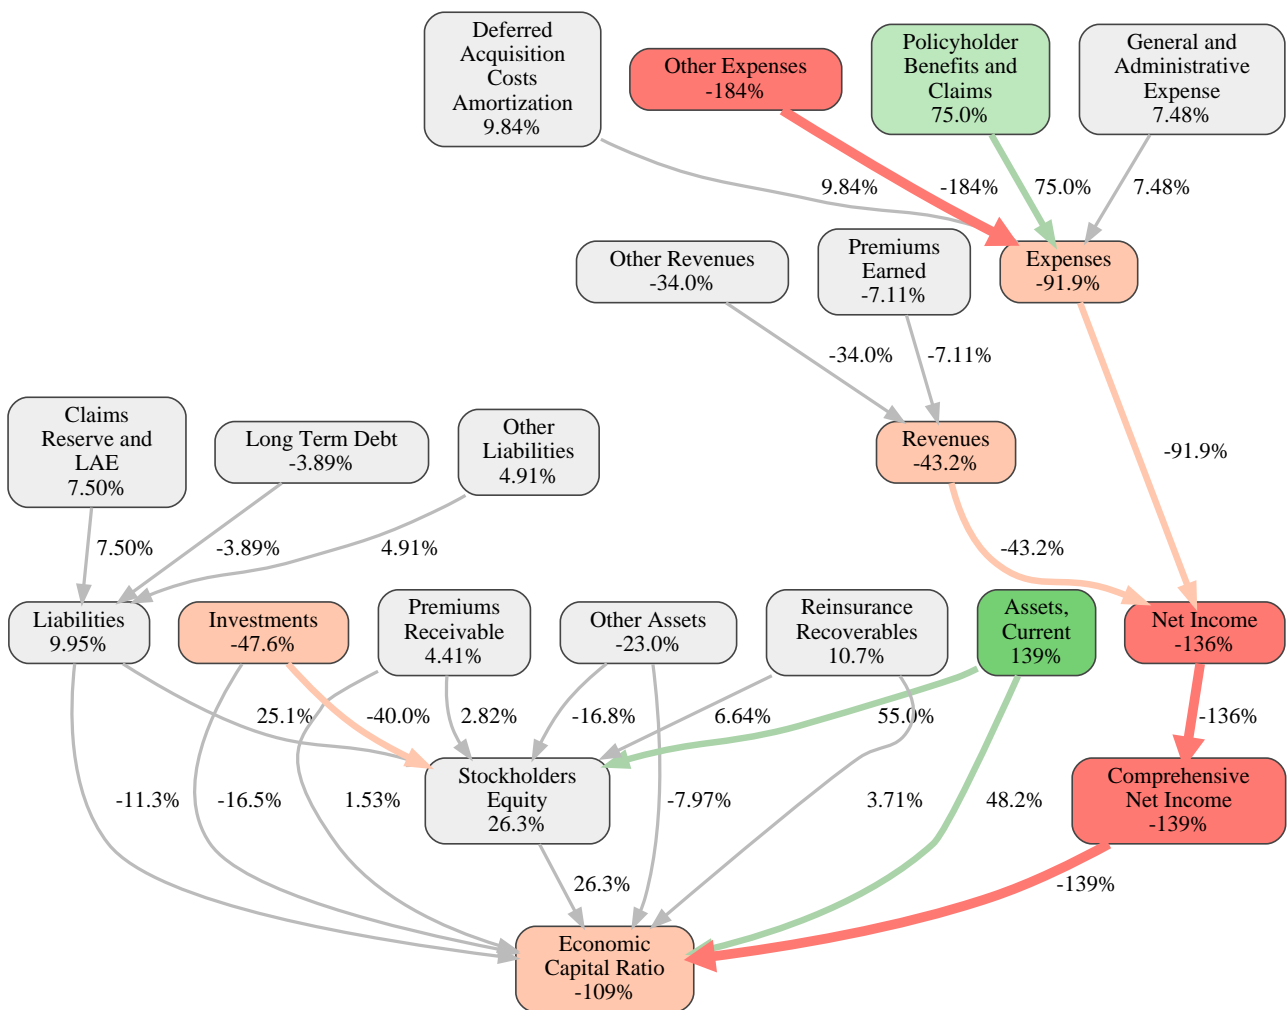 Deferred
Acquisition
Costs
Amortization
9.84%
Other Expenses
-184%
Policyholder
Benefits and
Claims
75.0%
General and
Administrative
Expense
7.48%
9.84%
-184%
75.0%
7.48%
Other Revenues
-34.0%
Premiums
Earned
-7.11%
Expenses
-91.9%
-34.0%
-7.11%
-91.9%
Claims
Reserve and
LAE
7.50%
Long Term Debt
-3.89%
Other
Liabilities
4.91%
Revenues
-43.2%
7.50%
-3.89%
4.91%
-43.2%
Liabilities
9.95%
Investments
-47.6%
Premiums
Receivable
4.41%
Other Assets
-23.0%
Reinsurance
Recoverables
10.7%
Assets,
Current
139%
Net Income
-136%
25.1%
-40.0%
2.82%
-16.8%
6.64%
55.0%
-136%
Stockholders
Equity
26.3%
Comprehensive
Net Income
-139%
-11.3%
-16.5%
1.53%
-7.97%
3.71%
48.2%
26.3%
-139%
Economic
Capital Ratio
-109%